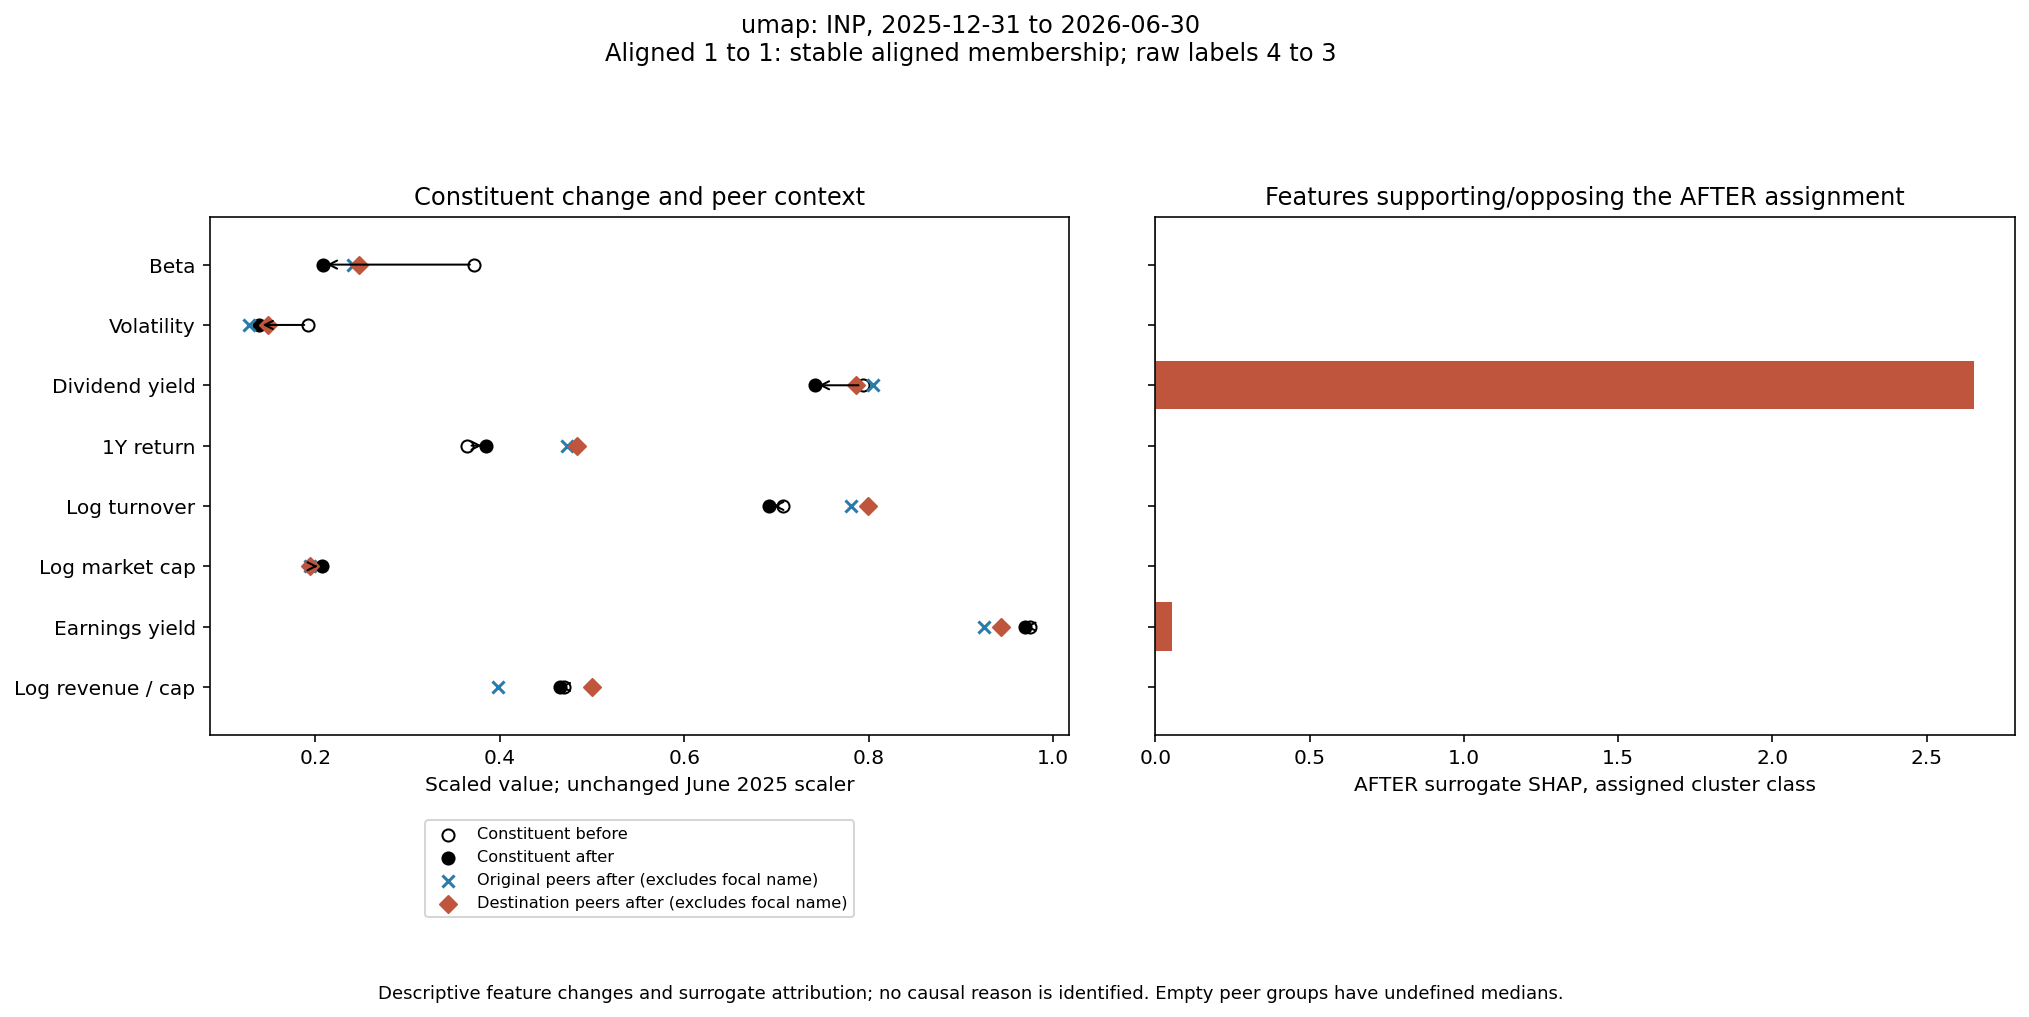 umap: INP, 2025-12-31 to 2026-06-30
Aligned 1 to 1: stable aligned membership; raw labels 4 to 3
Constituent change and peer context
Beta
Volatility
Dividend yield
1Y return
Log turnover
Log market cap
Earnings yield
Log revenue / cap
0.2 0.4 0.6 0.8 1.0
Scaled value; unchanged June 2025 scaler
Constituent before
Constituent after
Original peers after (excludes focal name)
Destination peers after (excludes focal name)
Features supporting/opposing the AFTER assignment
0.0 0.5 1.0 1.5 2.0 2.5
AFTER surrogate SHAP, assigned cluster class
Descriptive feature changes and surrogate attribution; no causal reason is identified. Empty peer groups have undefined medians.